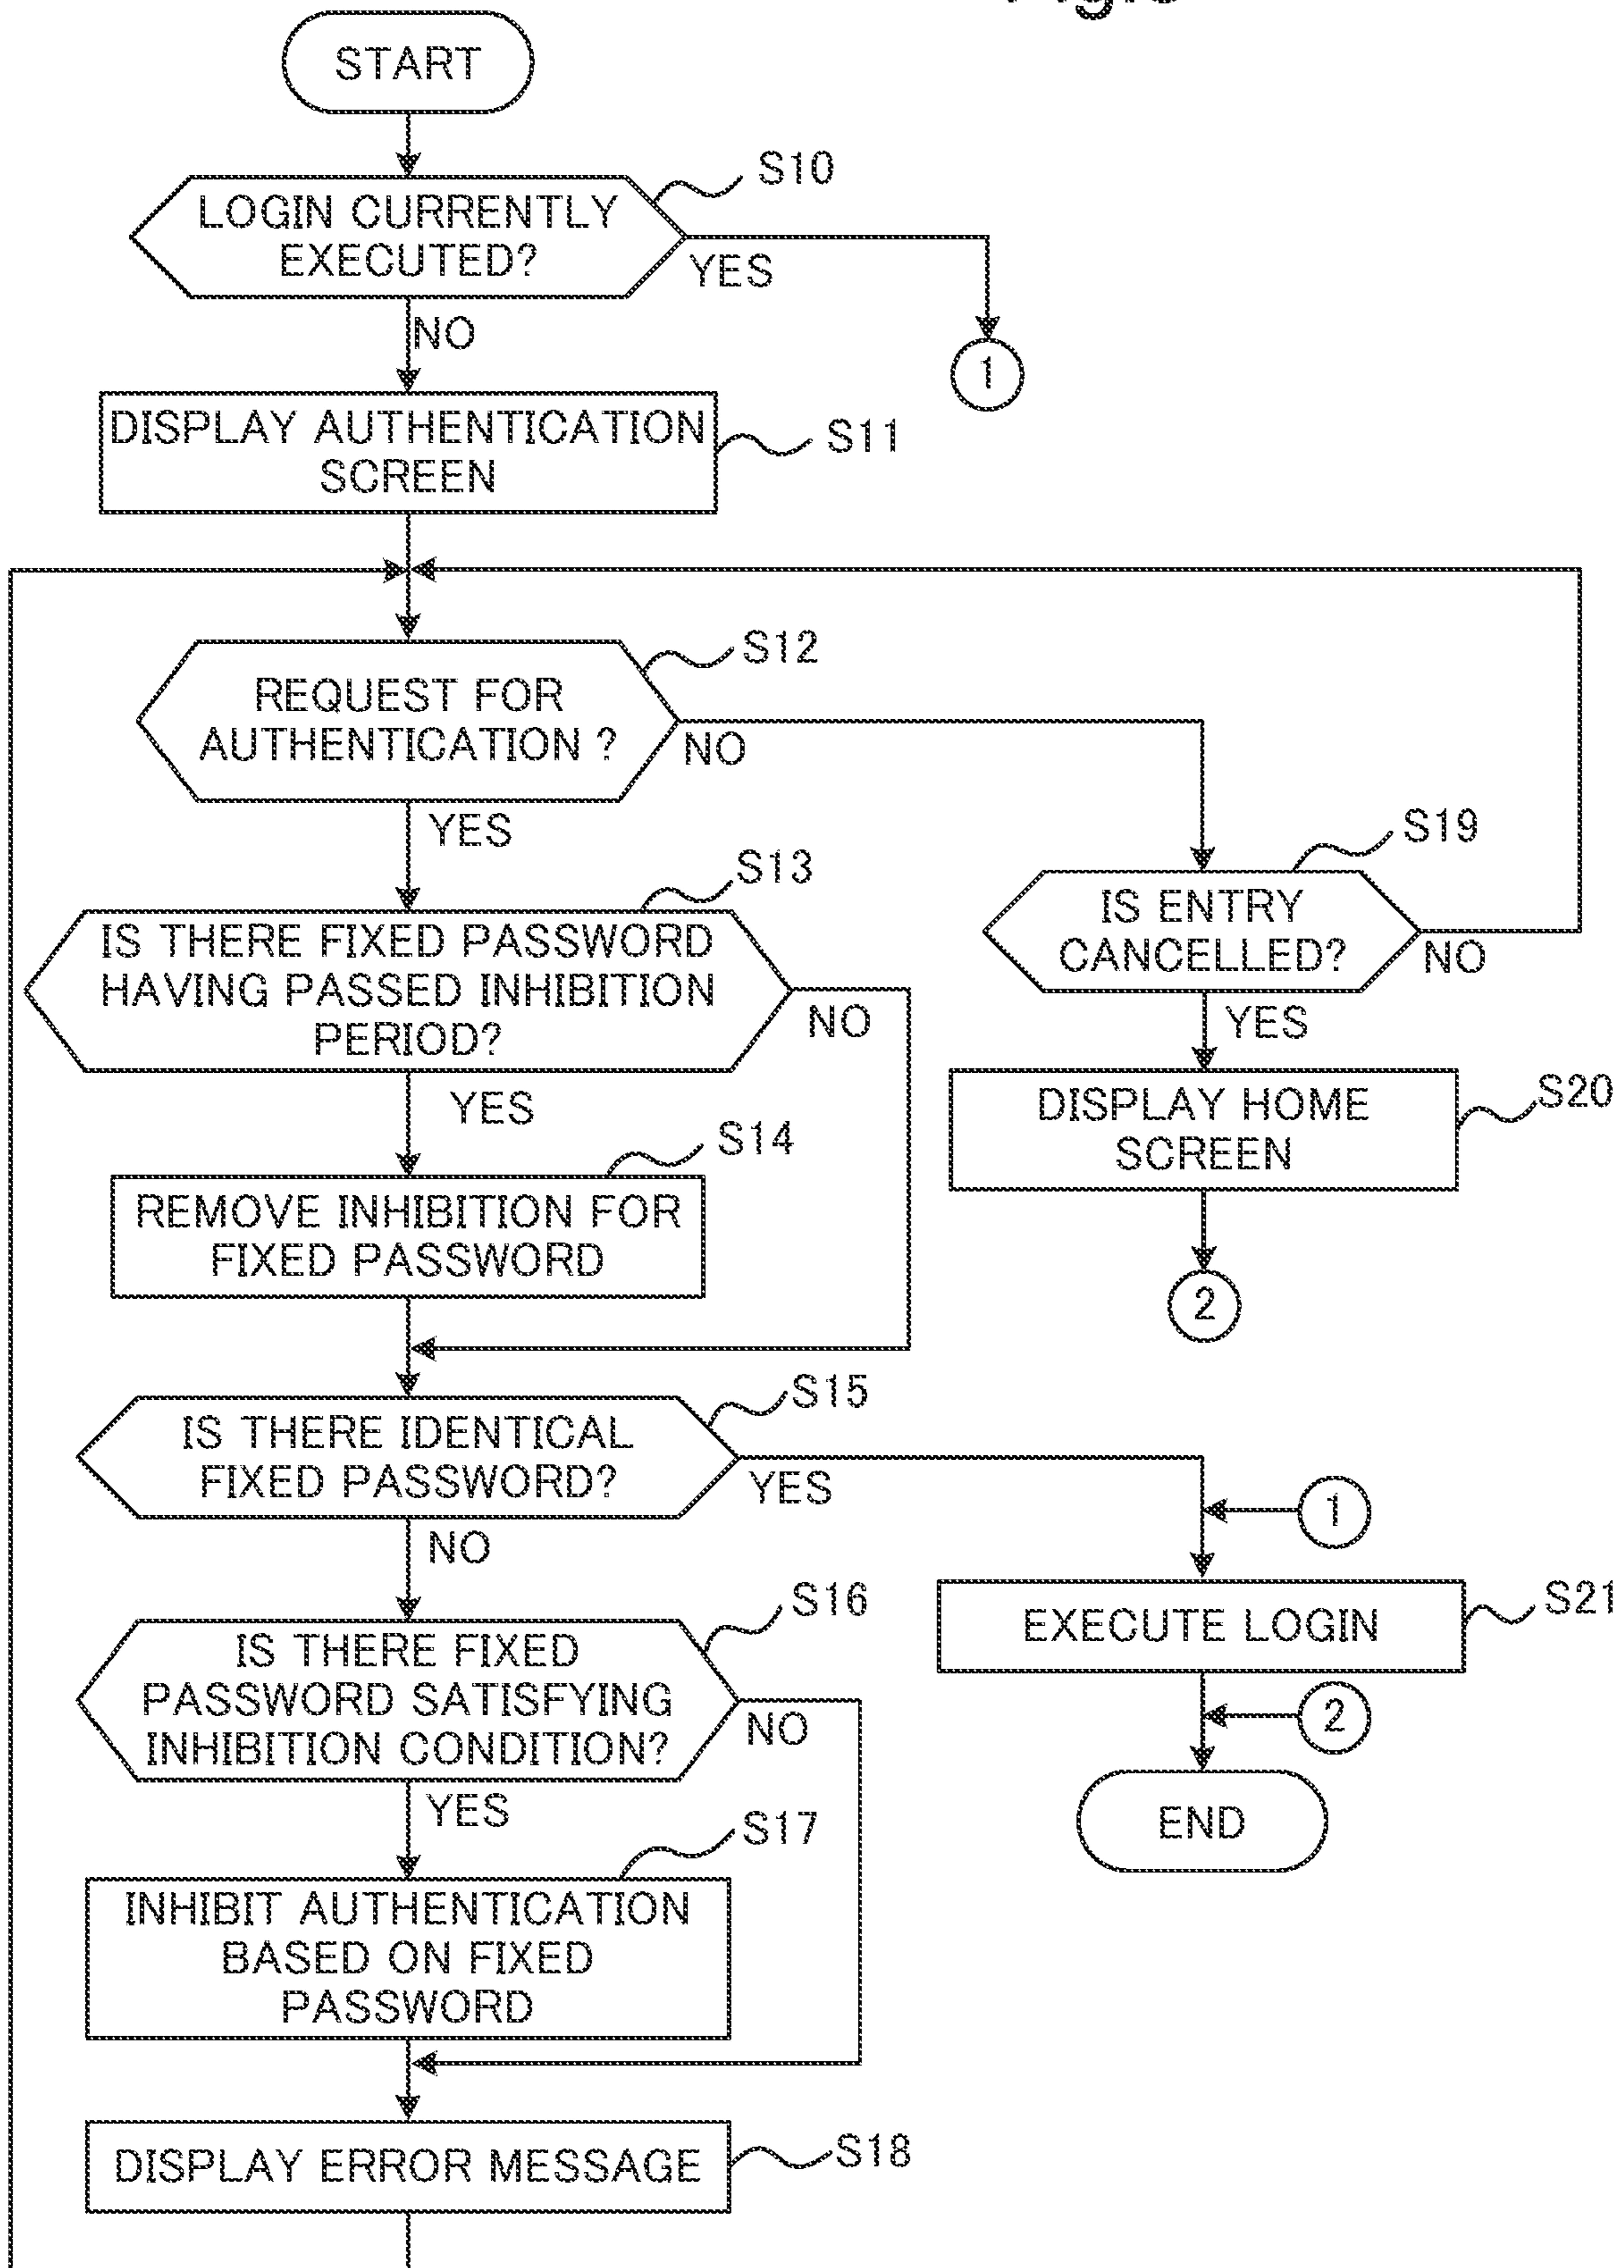 START
S10
LOGIN CURRENTLY
EXECUTED?
YES
NO
1
DISPLAY AUTHENTICATION
SCREEN
S11
S12
REQUEST FOR
AUTHENTICATION ?
NO
YES
S19
S13
IS ENTRY
CANCELLED?
NO
IS THERE FIXED PASSWORD
HAVING PASSED INHIBITION
PERIOD?
NO
YES
YES
DISPLAY HOME
SCREEN
S20
S14
REMOVE INHIBITION FOR
FIXED PASSWORD
2
S15
IS THERE IDENTICAL
FIXED PASSWORD?
YES
1
NO
S16
EXECUTE LOGIN
S21
IS THERE FIXED
PASSWORD SATISFYING
INHIBITION CONDITION?
NO
2
YES
S17
END
INHIBIT AUTHENTICATION
BASED ON FIXED
PASSWORD
DISPLAY ERROR MESSAGE
S18